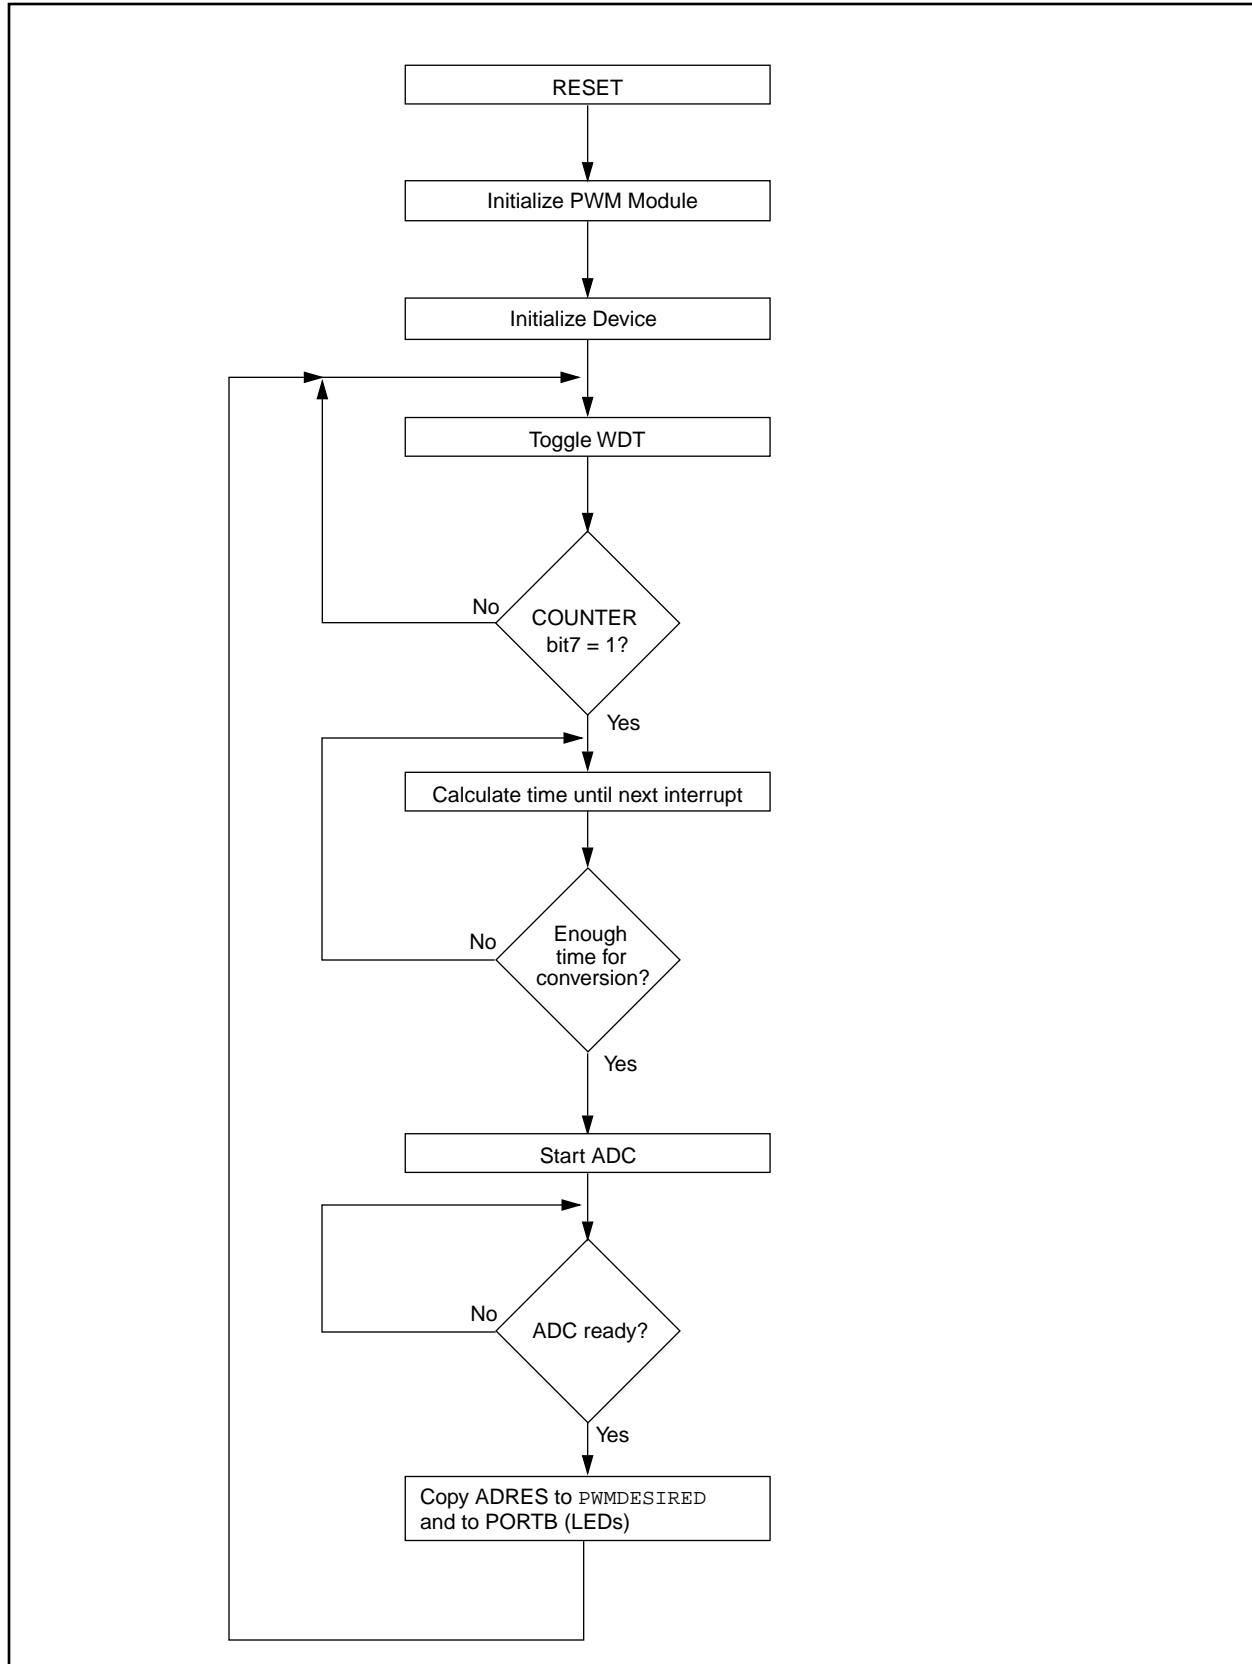 RESET
Initialize PWM Module
Initialize Device
Toggle WDT
No
COUNTER
bit7 = 1?
Yes
Calculate time until next interrupt
No
Enough
time for
conversion?
Yes
Start ADC
No
ADC ready?
Yes
Copy ADRES to PWMDESIRED
and to PORTB (LEDs)